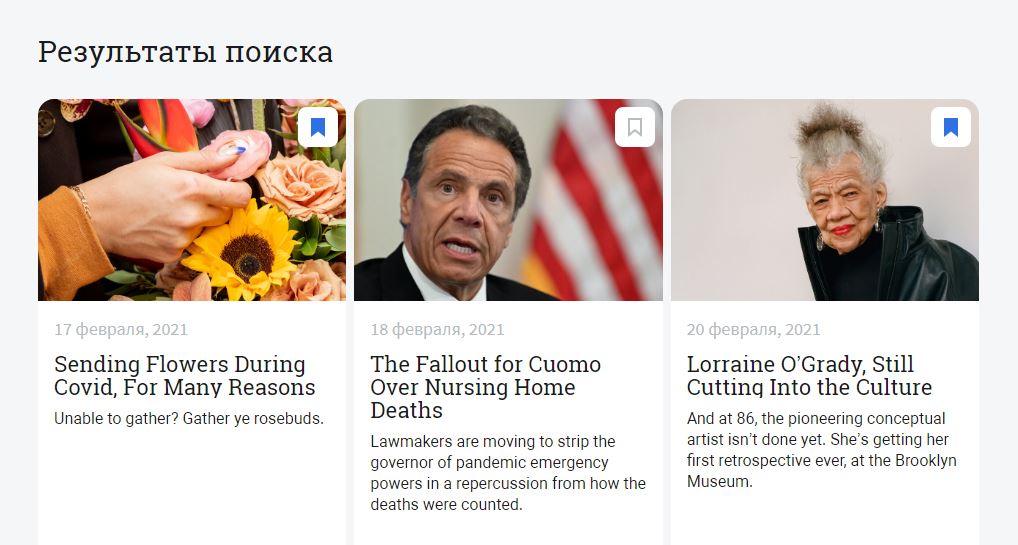 Результаты поиска
17 февраля, 2021
Sending Flowers During
Covid, For Many Reasons
Unable to gather? Gather ye rosebuds.
18 февраля, 2021
The Fallout for Cuomo
Over Nursing Home
Deaths
Lawmakers are moving to strip the
governor of pandemic emergency
powers in a repercussion from how the
deaths were counted.
20 февраля, 2021
Lorraine O’Grady, Still
Cutting Into the Culture
And at 86, the pioneering conceptual
artist isn’t done yet. She’s getting her
first retrospective ever, at the Brooklyn
Museum.